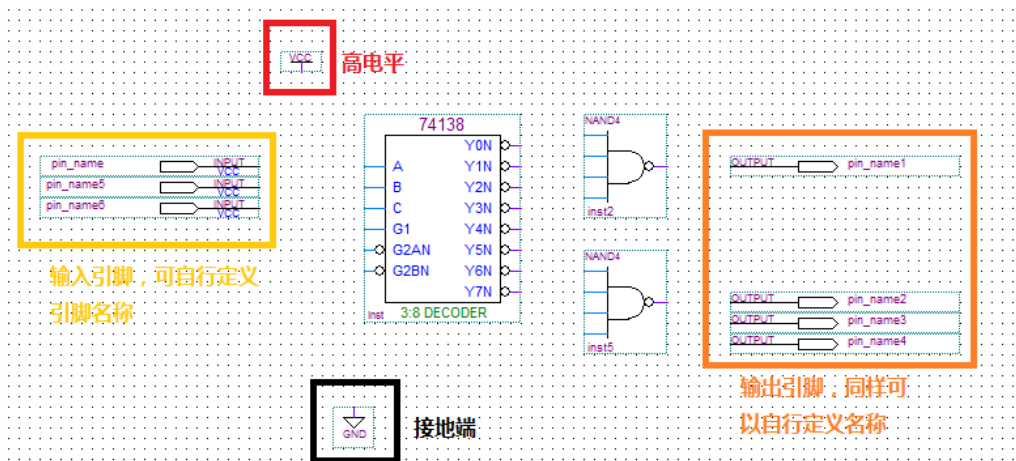 VCC
高电平
74138
NAND4
Y0N
pin_name
INPUT
VCC
A
Y1N
OUTPUT
pin_name1
pin_name5
INPUT
VCC
B
Y2N
pin_name6
INPUT
VCC
C
Y3N
inst2
G1
Y4N
G2AN
Y5N
NAND4
输入引脚，可自行定义
引脚名称
G2BN
Y6N
Y7N
OUTPUT
pin_name2
inst
3:8 DECODER
OUTPUT
pin_name3
inst5
OUTPUT
pin_name4
输出引脚，同样可
以自行定义名称
GND
接地端